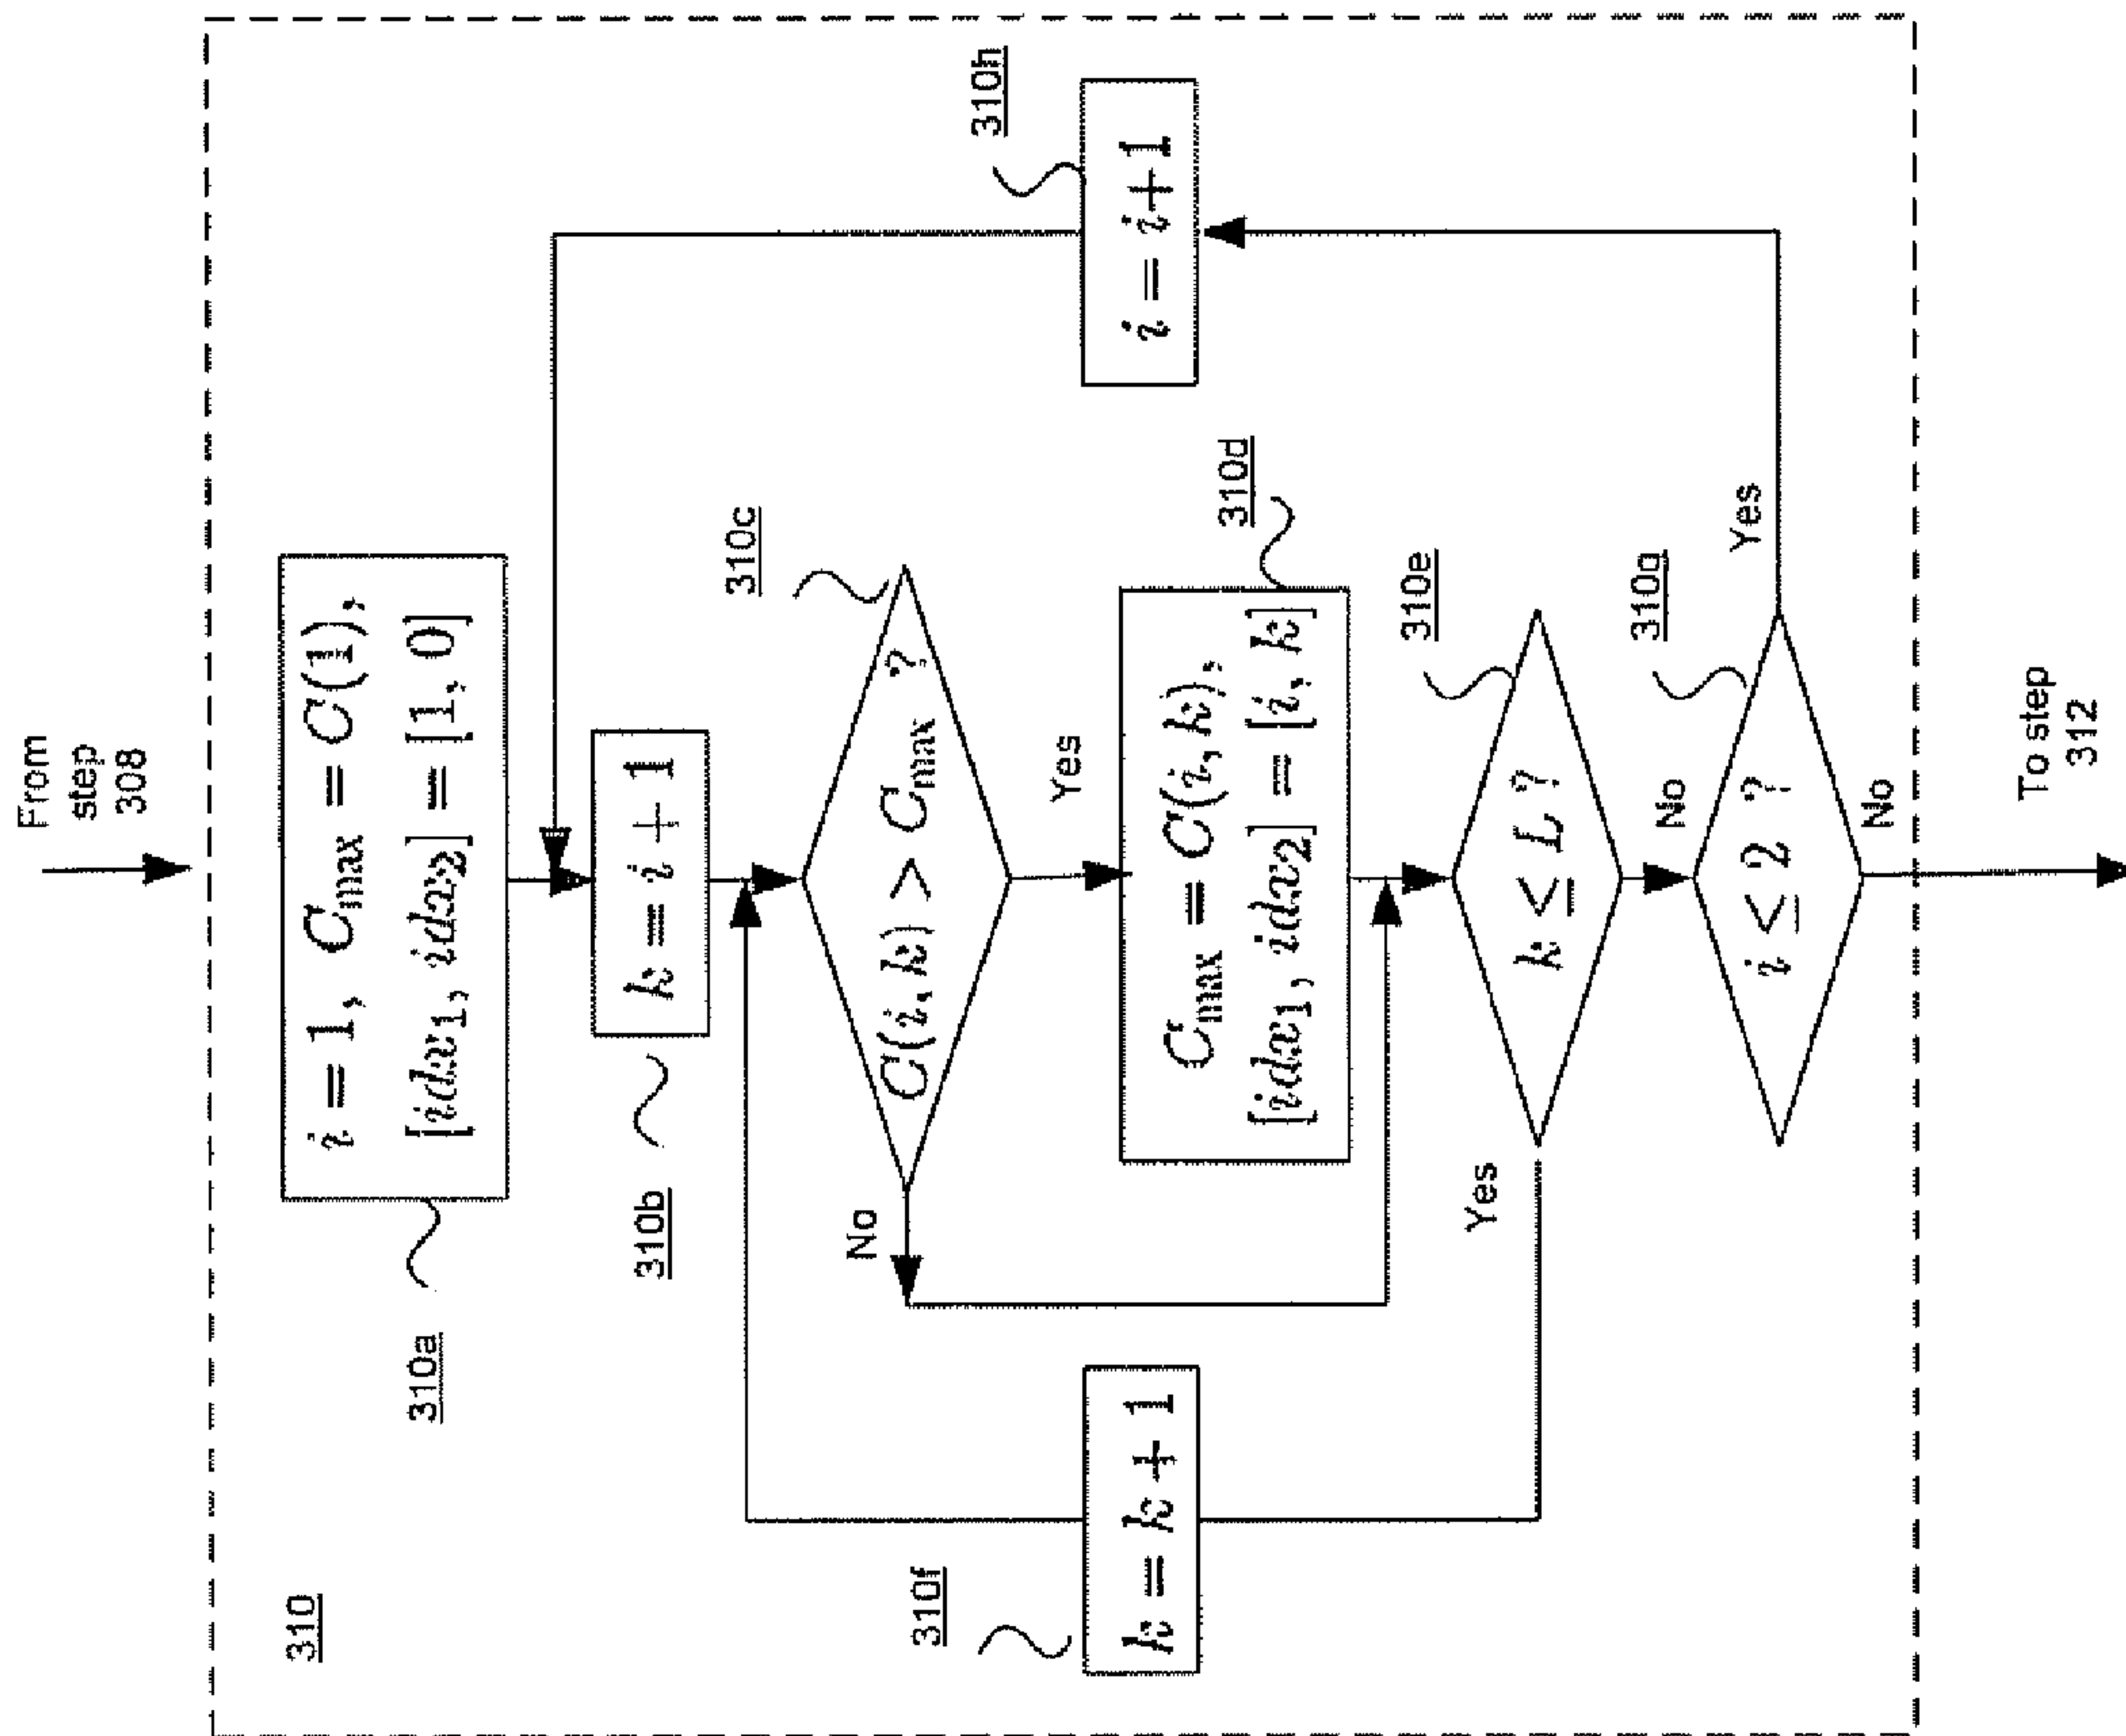 From
step
308
310
310a
i = 1, C_max = C(1),
[idx_1, idx_2] = [1, 0]
310b
k = i + 1
310c
C(i, k) > C_max ?
No
Yes
310d
C_max = C(i, k),
[idx_1, idx_2] = [i, k]
310e
k ≤ L ?
Yes
No
310f
k = k + 1
310g
i ≤ 2 ?
Yes
No
310h
i = i + 1
To step
312